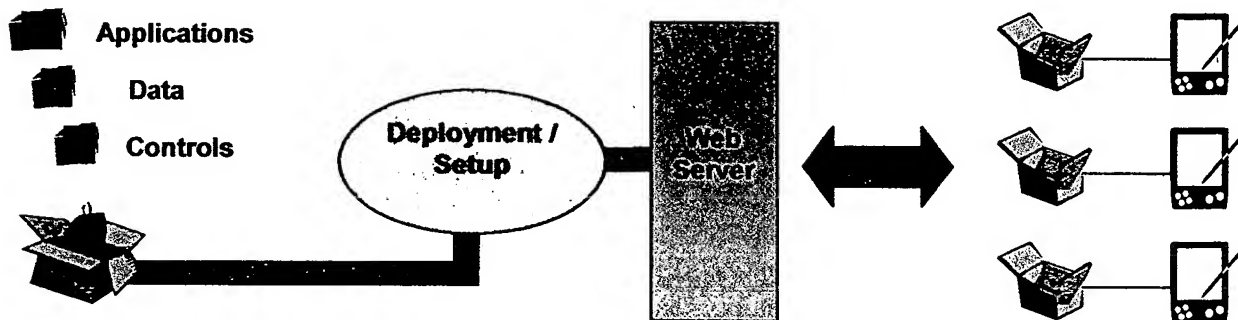 Applications
Data
Controls
Deployment /
Setup
Web
Server